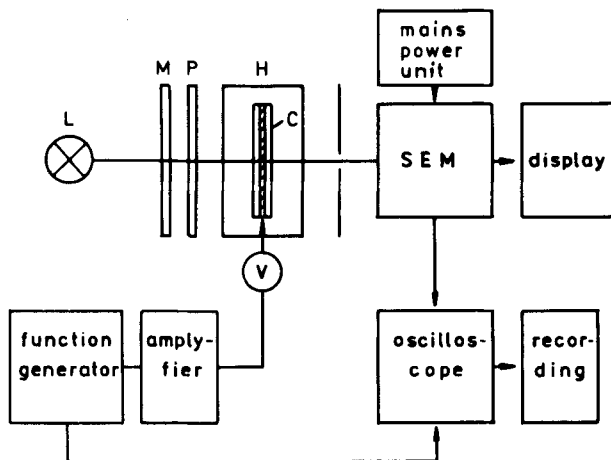 mains
power
unit
M P H
L
C
SEM
display
V
function
generator
amply-
fier
oscillos-
cope
recor-
ding